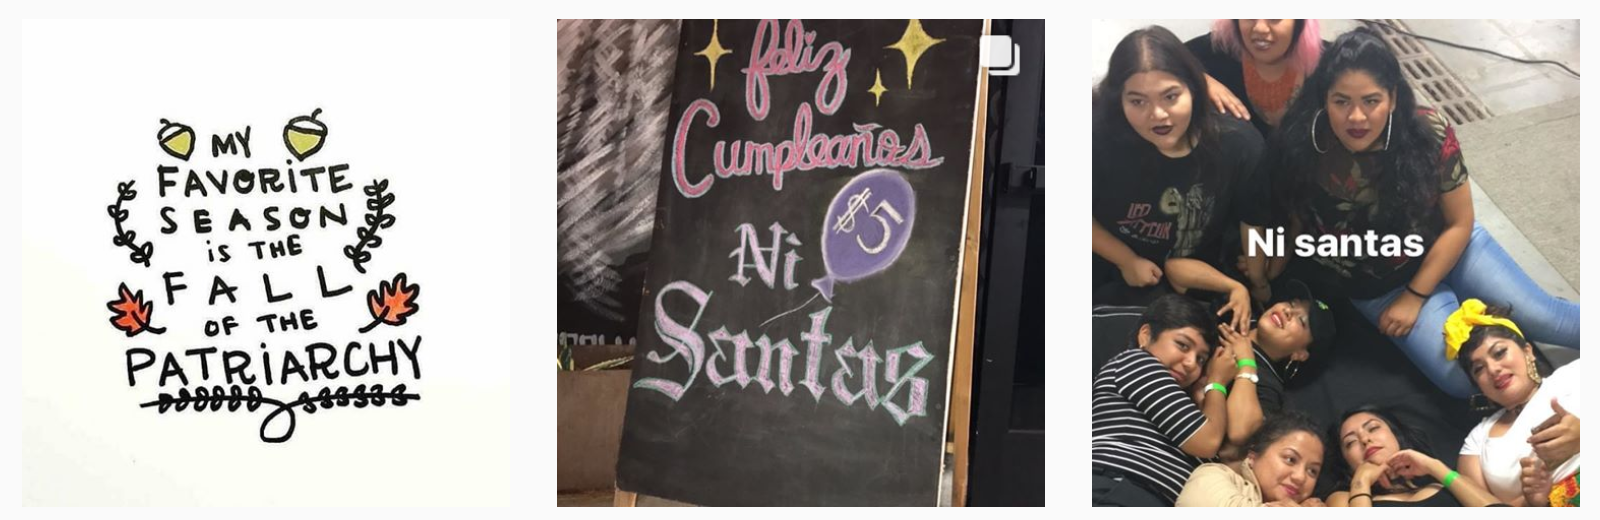 MY
FAVORiTE
SEASON
iS THE
FALL
OF THE
PATRiARCHY
feliz
Cumpleaños
$5
Ni
Santas
Ni santas